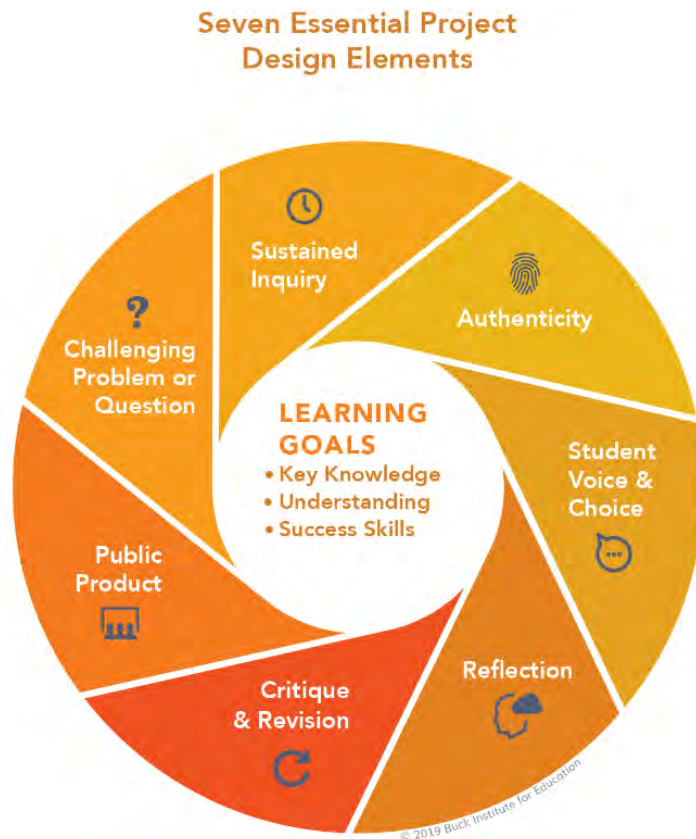 Seven Essential Project
Design Elements
?
Challenging
Problem or
Question
Sustained
Inquiry
Authenticity
Student
Voice &
Choice
Reflection
Critique
& Revision
Public
Product
LEARNING
GOALS
• Key Knowledge
• Understanding
• Success Skills
© 2019 Buck Institute for Education